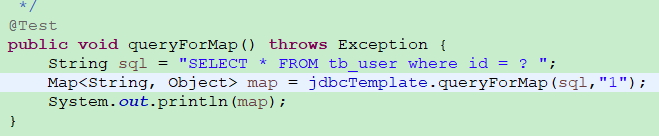 */
@Test
public void queryForMap() throws Exception {
String sql = "SELECT * FROM tb_user where id = ? ";
Map<String, Object> map = jdbcTemplate.queryForMap(sql,"1");
System.out.println(map);
}